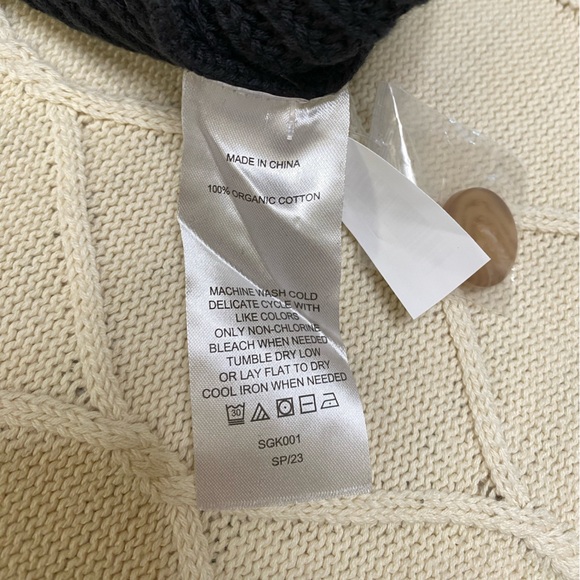 MADE IN CHINA
100% ORGANIC COTTON
MACHINE WASH COLD
DELICATE CYCLE WITH
LIKE COLORS
ONLY NON-CHLORINE
BLEACH WHEN NEEDED
TUMBLE DRY LOW
OR LAY FLAT TO DRY
COOL IRON WHEN NEEDED
30
SGK001
SP/23